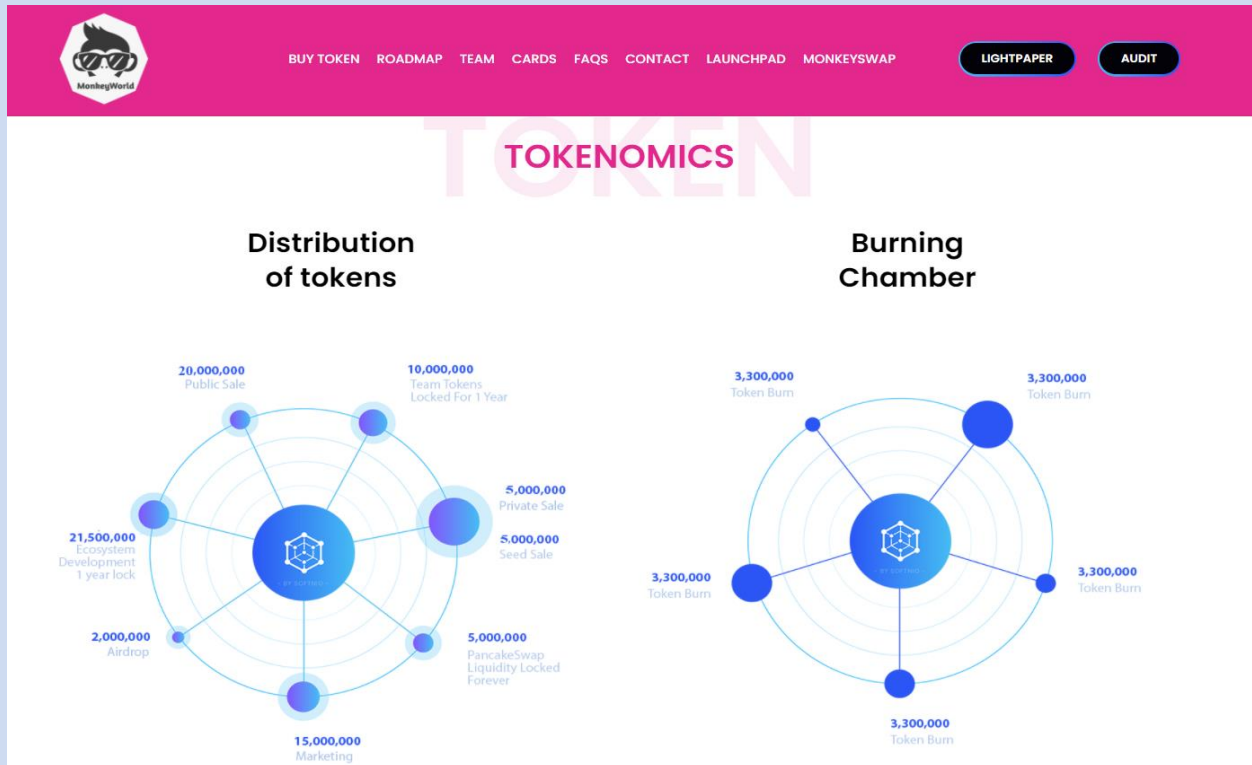 MonkeyWorld
BUY TOKEN ROADMAP TEAM CARDS FAQS CONTACT LAUNCHPAD MONKEYSWAP
LIGHTPAPER
AUDIT
TOKEN
TOKENOMICS
Distribution
of tokens
20,000,000
Public Sale
10,000,000
Team Tokens
Locked For 1 Year
5,000,000
Private Sale
5,000,000
Seed Sale
21,500,000
Ecosystem
Development
1 year lock
2,000,000
Airdrop
5,000,000
PancakeSwap
Liquidity Locked
Forever
15,000,000
Marketing
- BY SOFTNIO -
Burning
Chamber
3,300,000
Token Burn
3,300,000
Token Burn
3,300,000
Token Burn
3,300,000
Token Burn
3,300,000
Token Burn
- BY SOFTNIO -